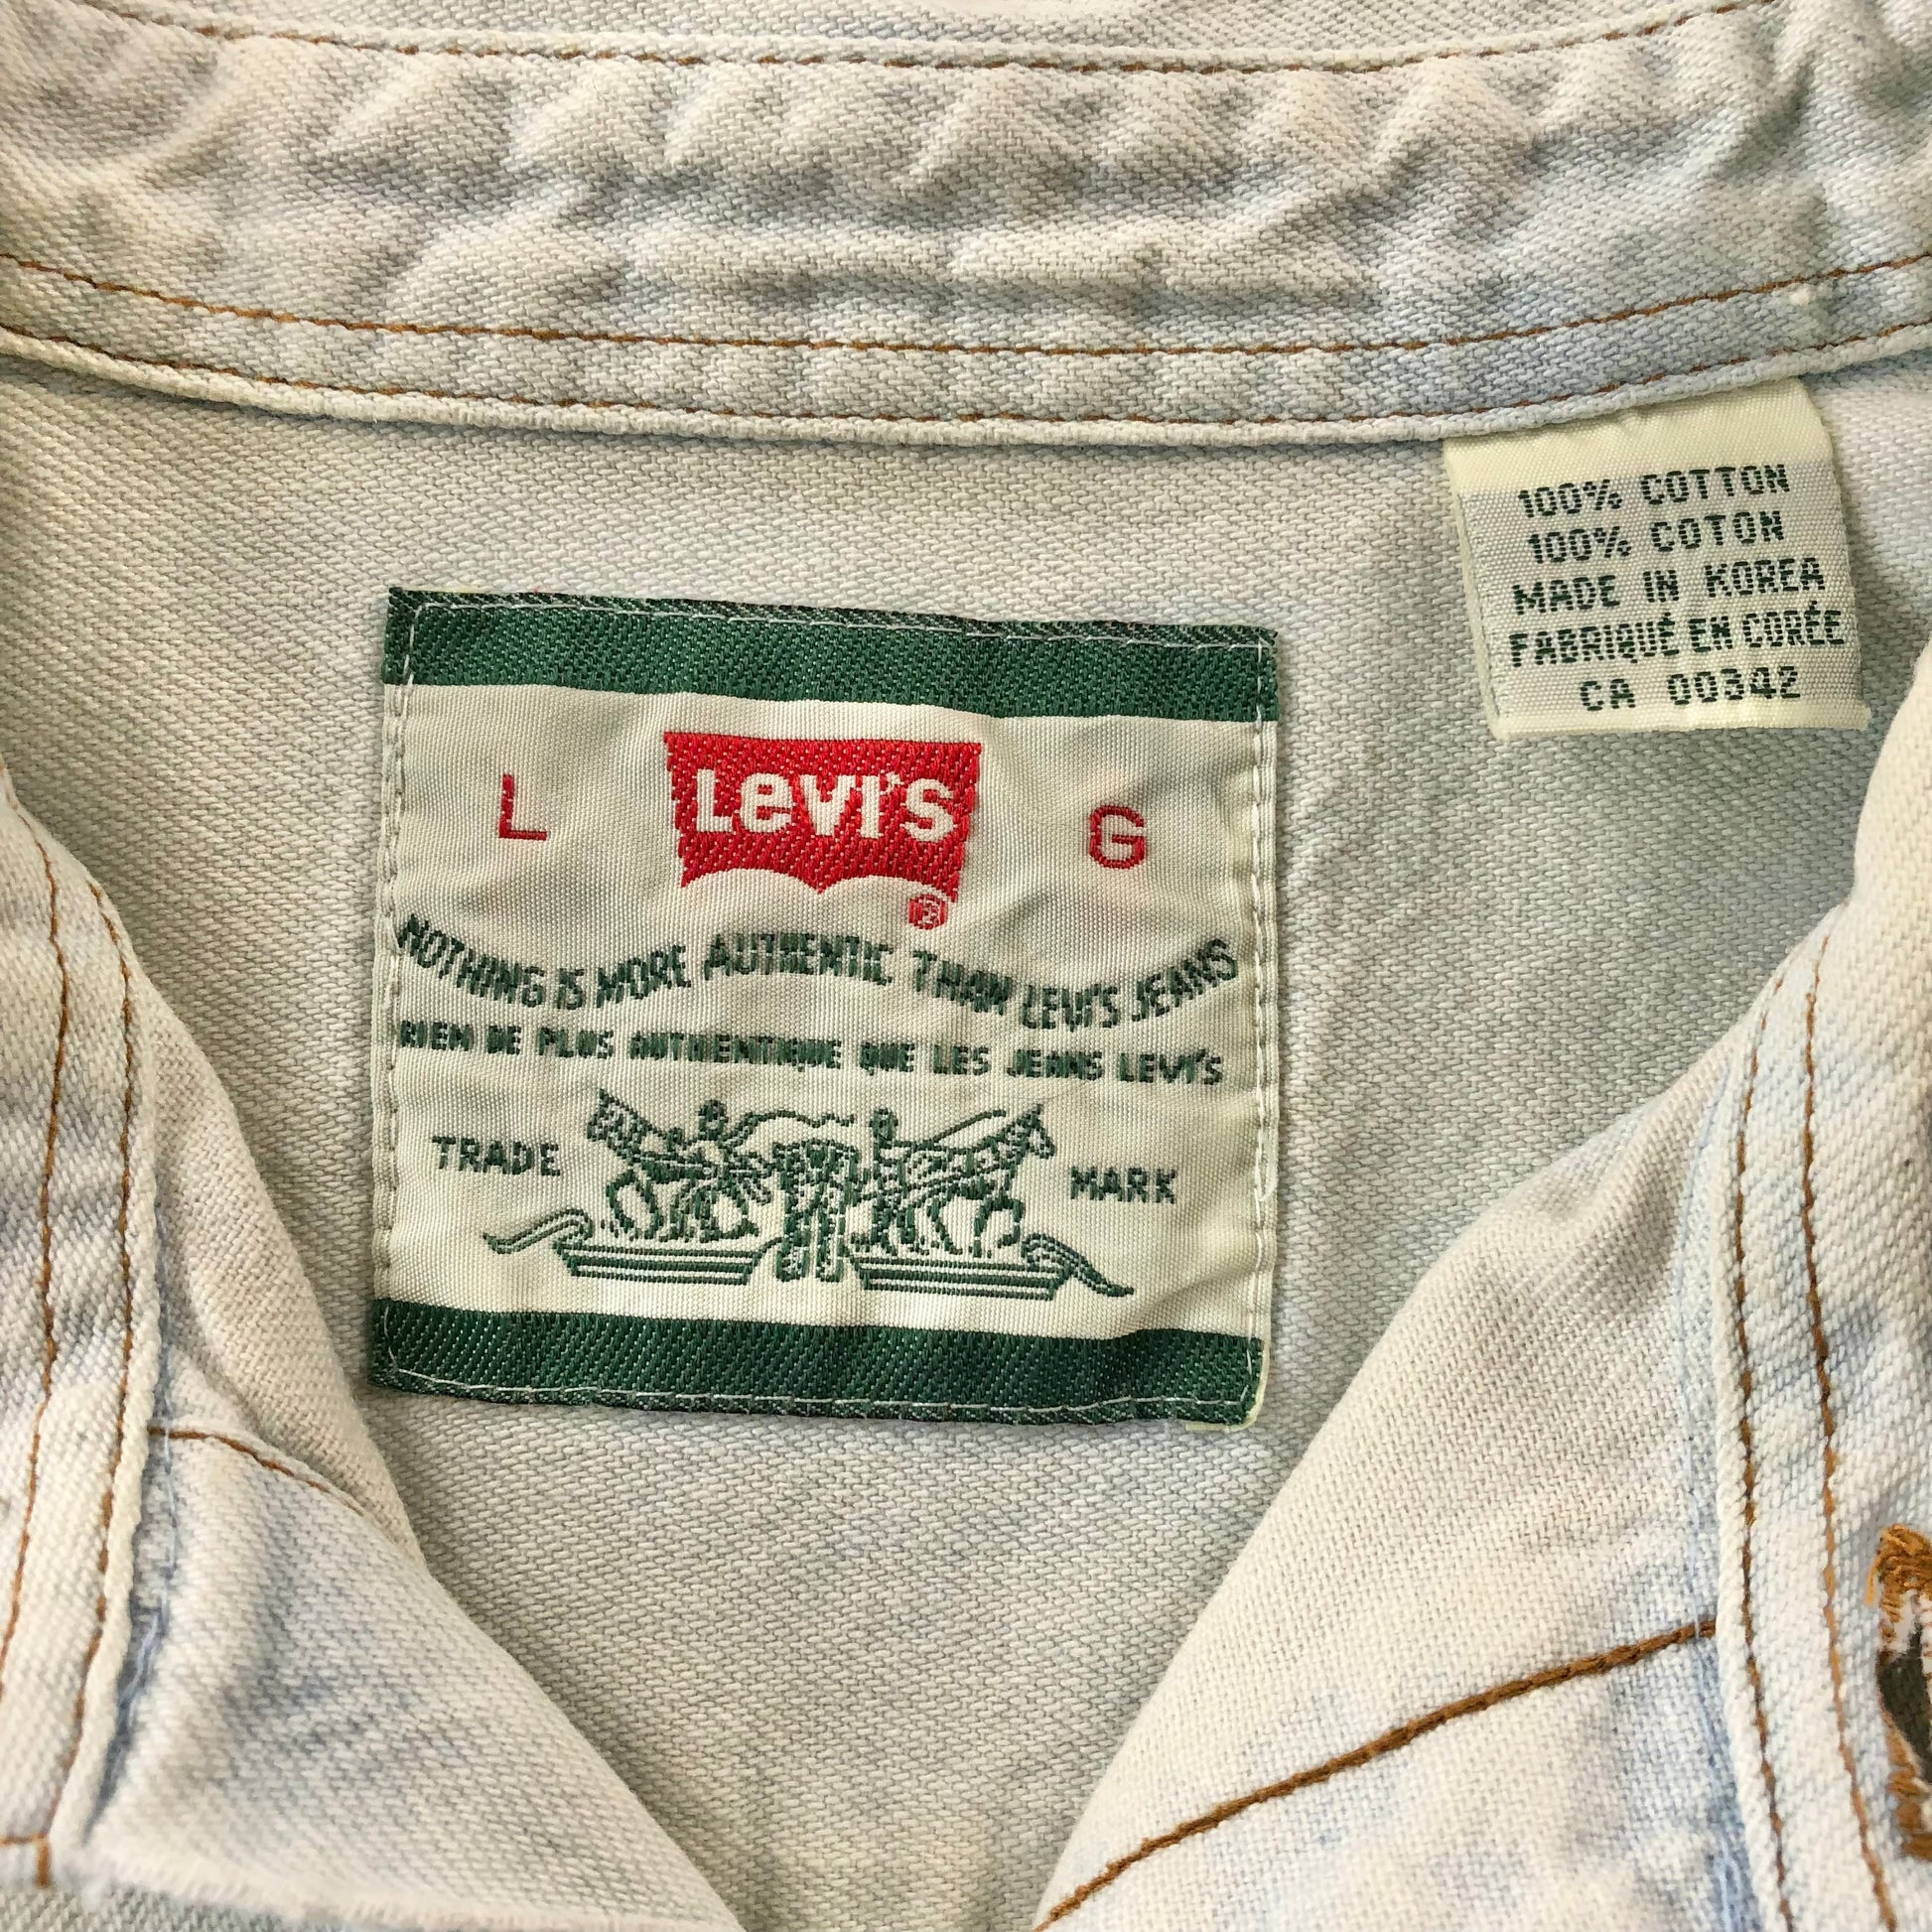 100% COTTON
100% COTON
MADE IN KOREA
FABRIQUÉ EN CORÉE
CA 00342
L LEVI'S G
®
NOTHING IS MORE AUTHENTIC THAN LEVI'S JEANS
RIEN DE PLUS AUTHENTIQUE QUE LES JEANS LEVI'S
TRADE MARK